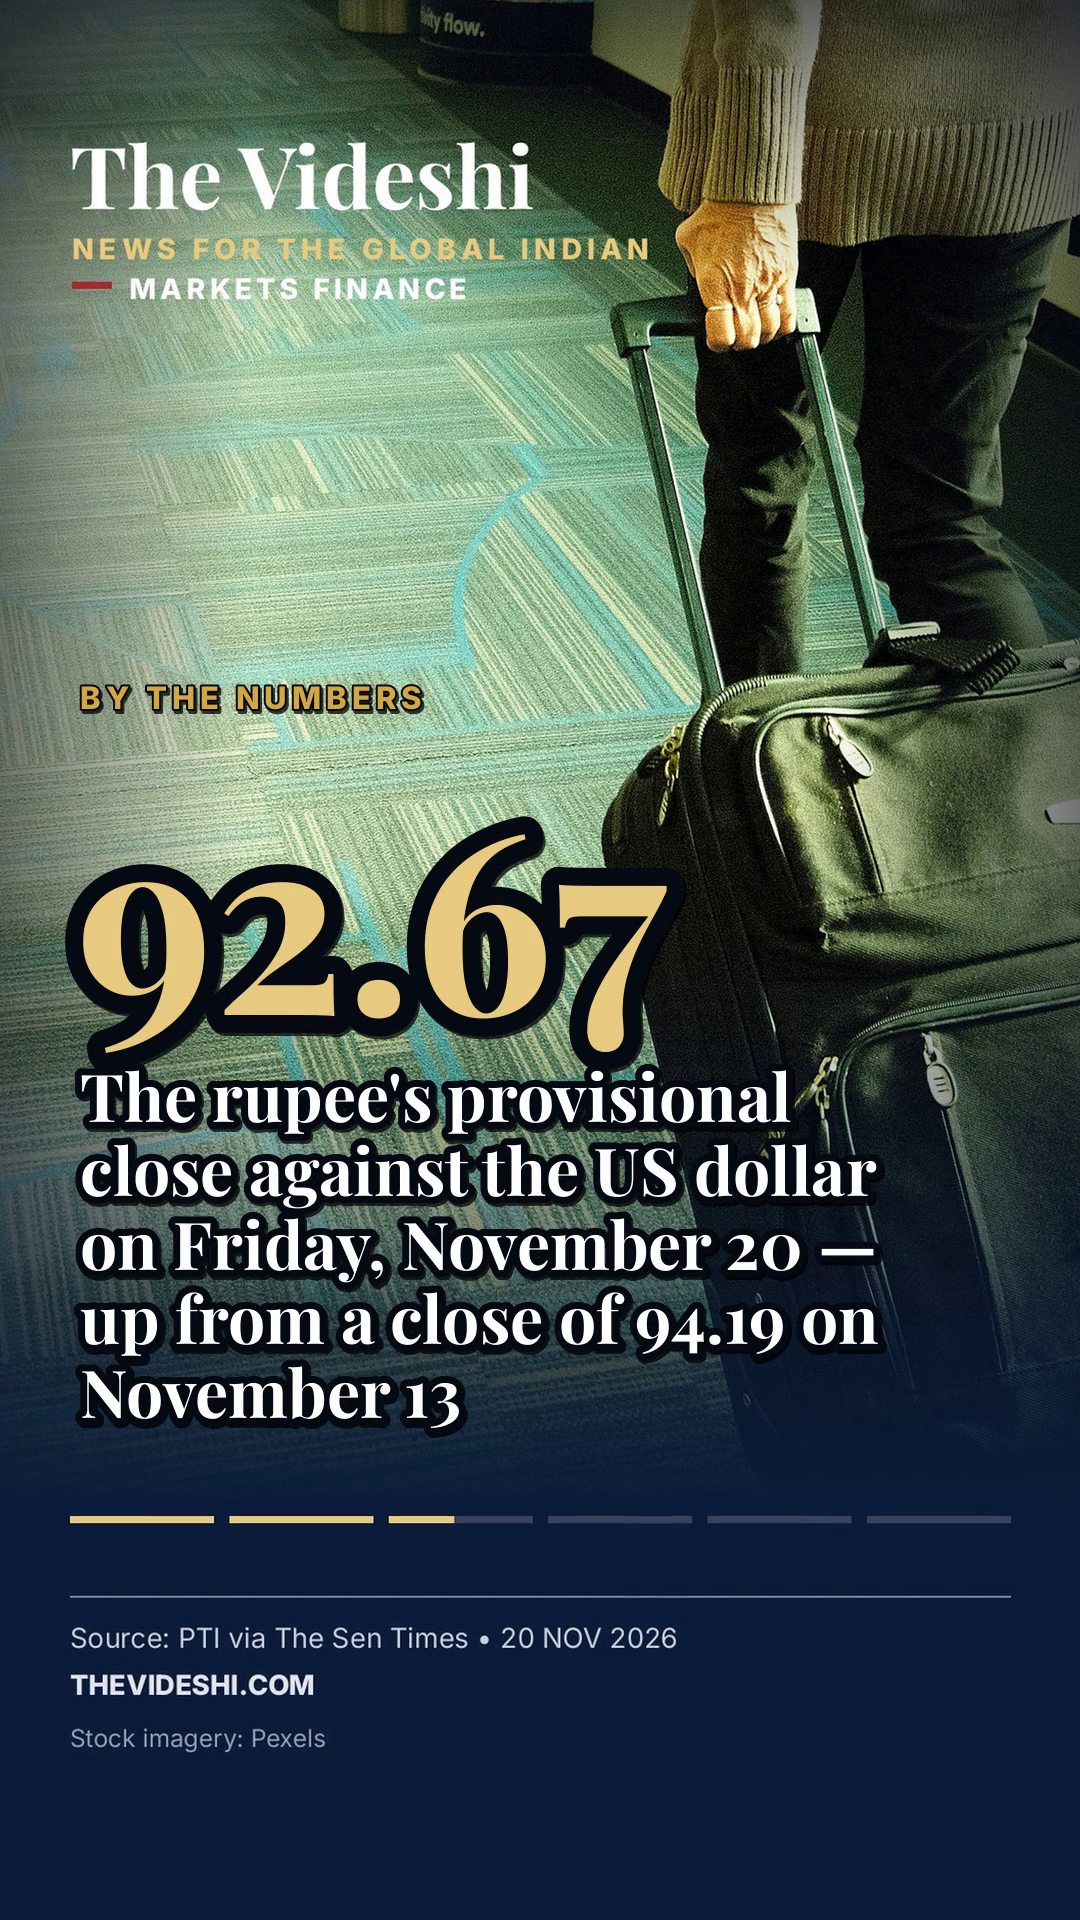 ivity flow.
The Videshi
NEWS FOR THE GLOBAL INDIAN
MARKETS FINANCE
BY THE NUMBERS
92.67
The rupee's provisional
close against the US dollar
on Friday, November 20 —
up from a close of 94.19 on
November 13
Source: PTI via The Sen Times • 20 NOV 2026
THEVIDESHI.COM
Stock imagery: Pexels